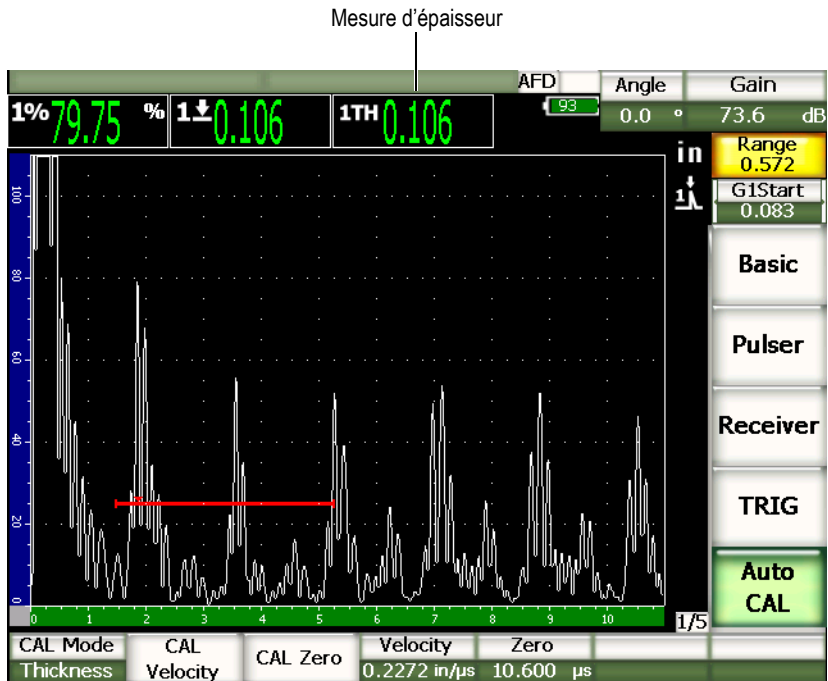 Mesure d’épaisseur
AFD Angle Gain
1% 79.75 % 1 0.106 1TH 0.106 93 0.0 º 73.6 dB
in Range
0.572
1 G1Start
0.083
100
80
60
40
20
0
0 1 2 3 4 5 6 7 8 9 10
Basic
Pulser
Receiver
TRIG
Auto
CAL
1/5
CAL Mode CAL Velocity CAL Zero Velocity Zero
Thickness 0.2272 in/µs 10.600 µs